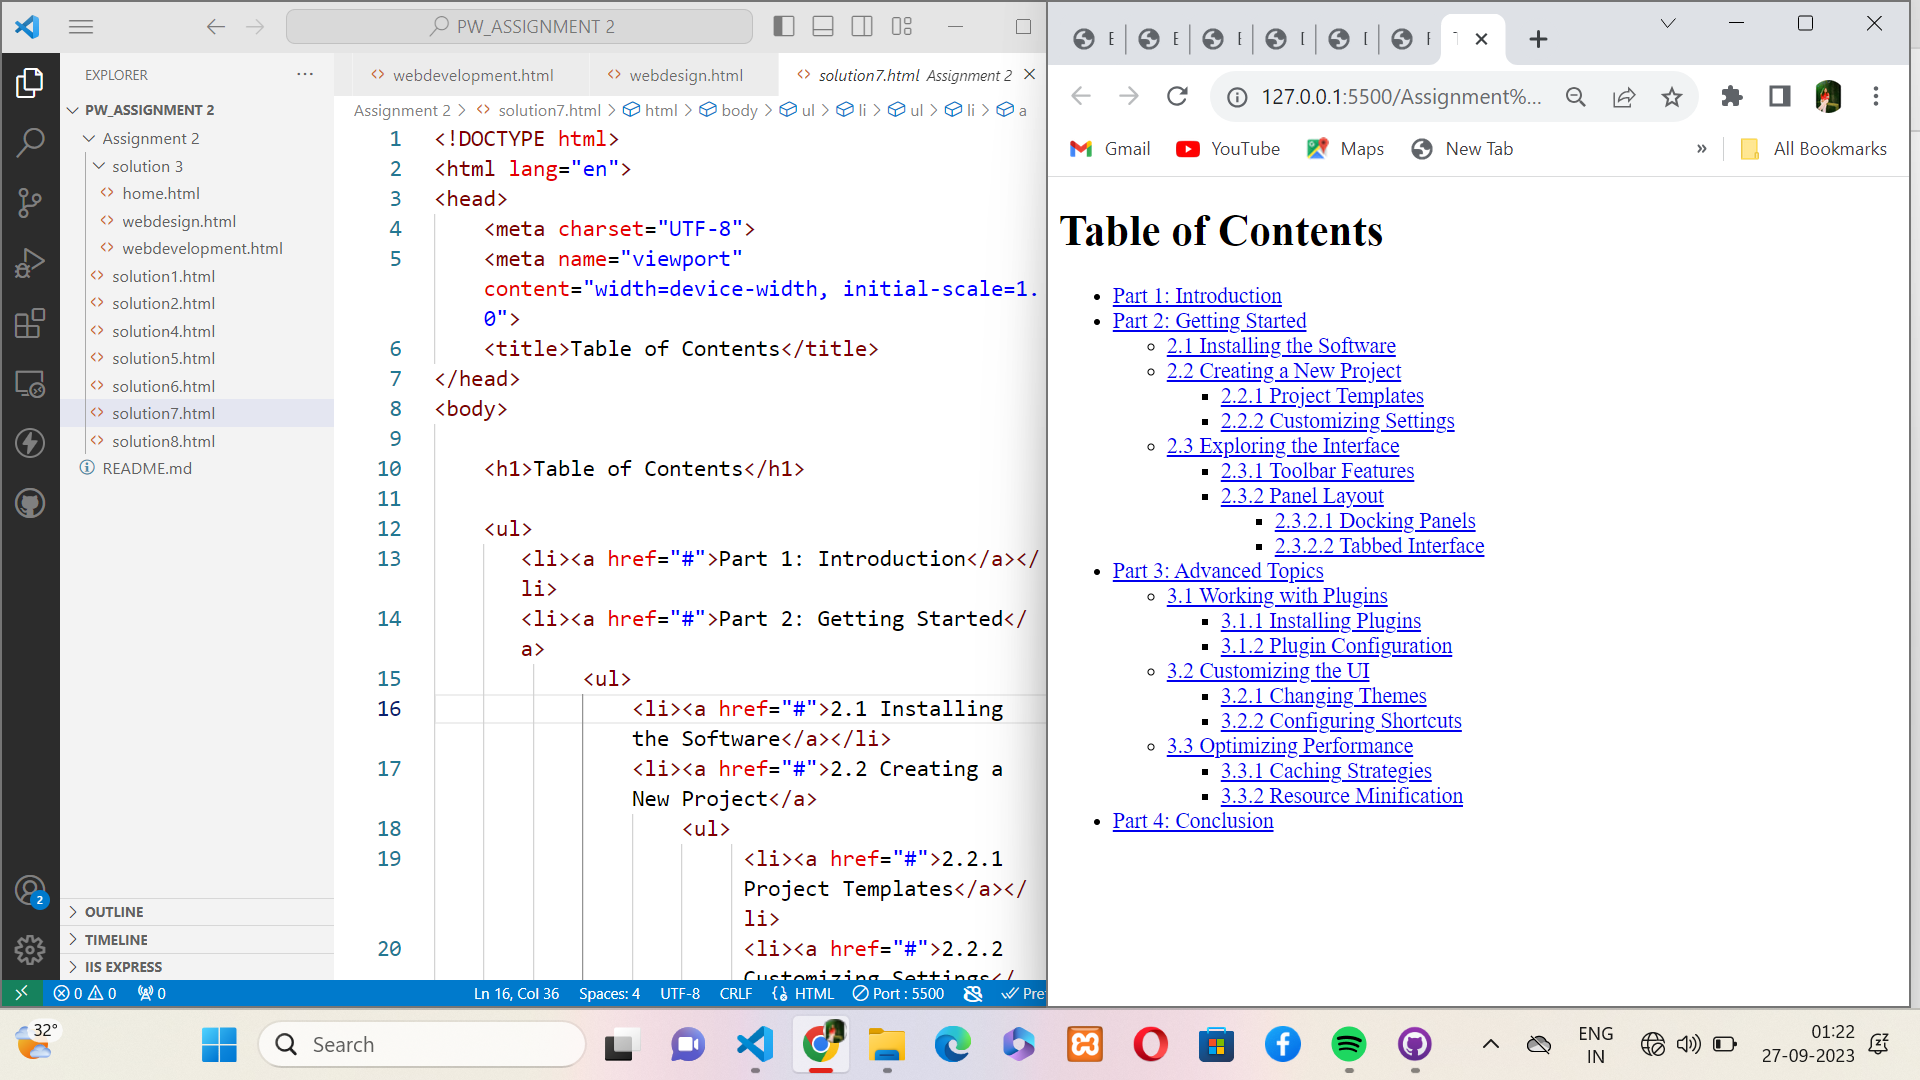 PW_ASSIGNMENT 2
EXPLORER
PW_ASSIGNMENT 2
Assignment 2
solution 3
home.html
webdesign.html
webdevelopment.html
solution1.html
solution2.html
solution4.html
solution5.html
solution6.html
solution7.html
solution8.html
README.md
OUTLINE
TIMELINE
IIS EXPRESS
webdevelopment.html
webdesign.html
solution7.html Assignment 2
Assignment 2 > solution7.html > html > body > ul > li > ul > li > a
1 <!DOCTYPE html>
2 <html lang="en">
3 <head>
4 <meta charset="UTF-8">
5 <meta name="viewport"
content="width=device-width, initial-scale=1.
0">
6 <title>Table of Contents</title>
7 </head>
8 <body>
9
10 <h1>Table of Contents</h1>
11
12 <ul>
13 <li><a href="#">Part 1: Introduction</a></
li>
14 <li><a href="#">Part 2: Getting Started</
a>
15 <ul>
16 <li><a href="#">2.1 Installing
the Software</a></li>
17 <li><a href="#">2.2 Creating a
New Project</a>
18 <ul>
19 <li><a href="#">2.2.1
Project Templates</a></
li>
20 <li><a href="#">2.2.2
Customizing Settings</
2
0 0 0
Ln 16, Col 36 Spaces: 4 UTF-8 CRLF HTML Port : 5500
127.0.0.1:5500/Assignment%...
Gmail YouTube Maps New Tab » All Bookmarks
Table of Contents
Part 1: Introduction
Part 2: Getting Started
2.1 Installing the Software
2.2 Creating a New Project
2.2.1 Project Templates
2.2.2 Customizing Settings
2.3 Exploring the Interface
2.3.1 Toolbar Features
2.3.2 Panel Layout
2.3.2.1 Docking Panels
2.3.2.2 Tabbed Interface
Part 3: Advanced Topics
3.1 Working with Plugins
3.1.1 Installing Plugins
3.1.2 Plugin Configuration
3.2 Customizing the UI
3.2.1 Changing Themes
3.2.2 Configuring Shortcuts
3.3 Optimizing Performance
3.3.1 Caching Strategies
3.3.2 Resource Minification
Part 4: Conclusion
32°
Search
ENG
IN
01:22
27-09-2023